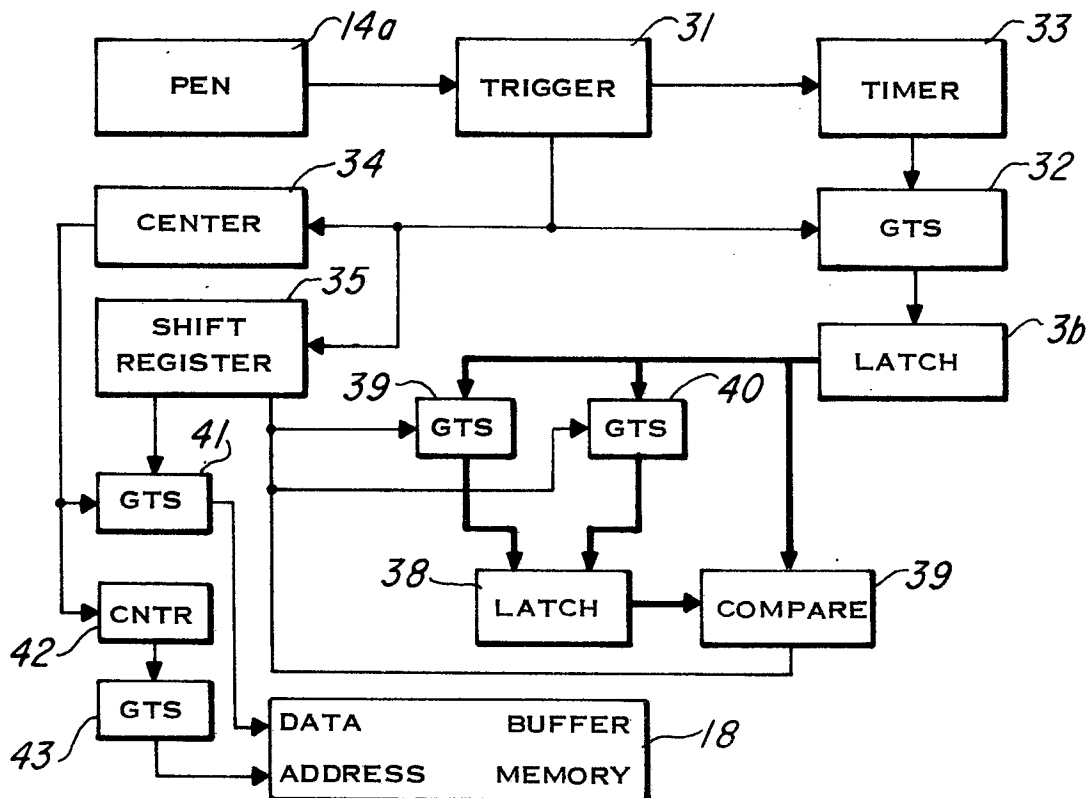 14a
PEN
31
TRIGGER
33
TIMER
34
CENTER
32
GTS
35
SHIFT
REGISTER
3b
LATCH
39
GTS
40
GTS
41
GTS
38
LATCH
39
COMPARE
42
CNTR
43
GTS
18
DATA BUFFER
ADDRESS MEMORY